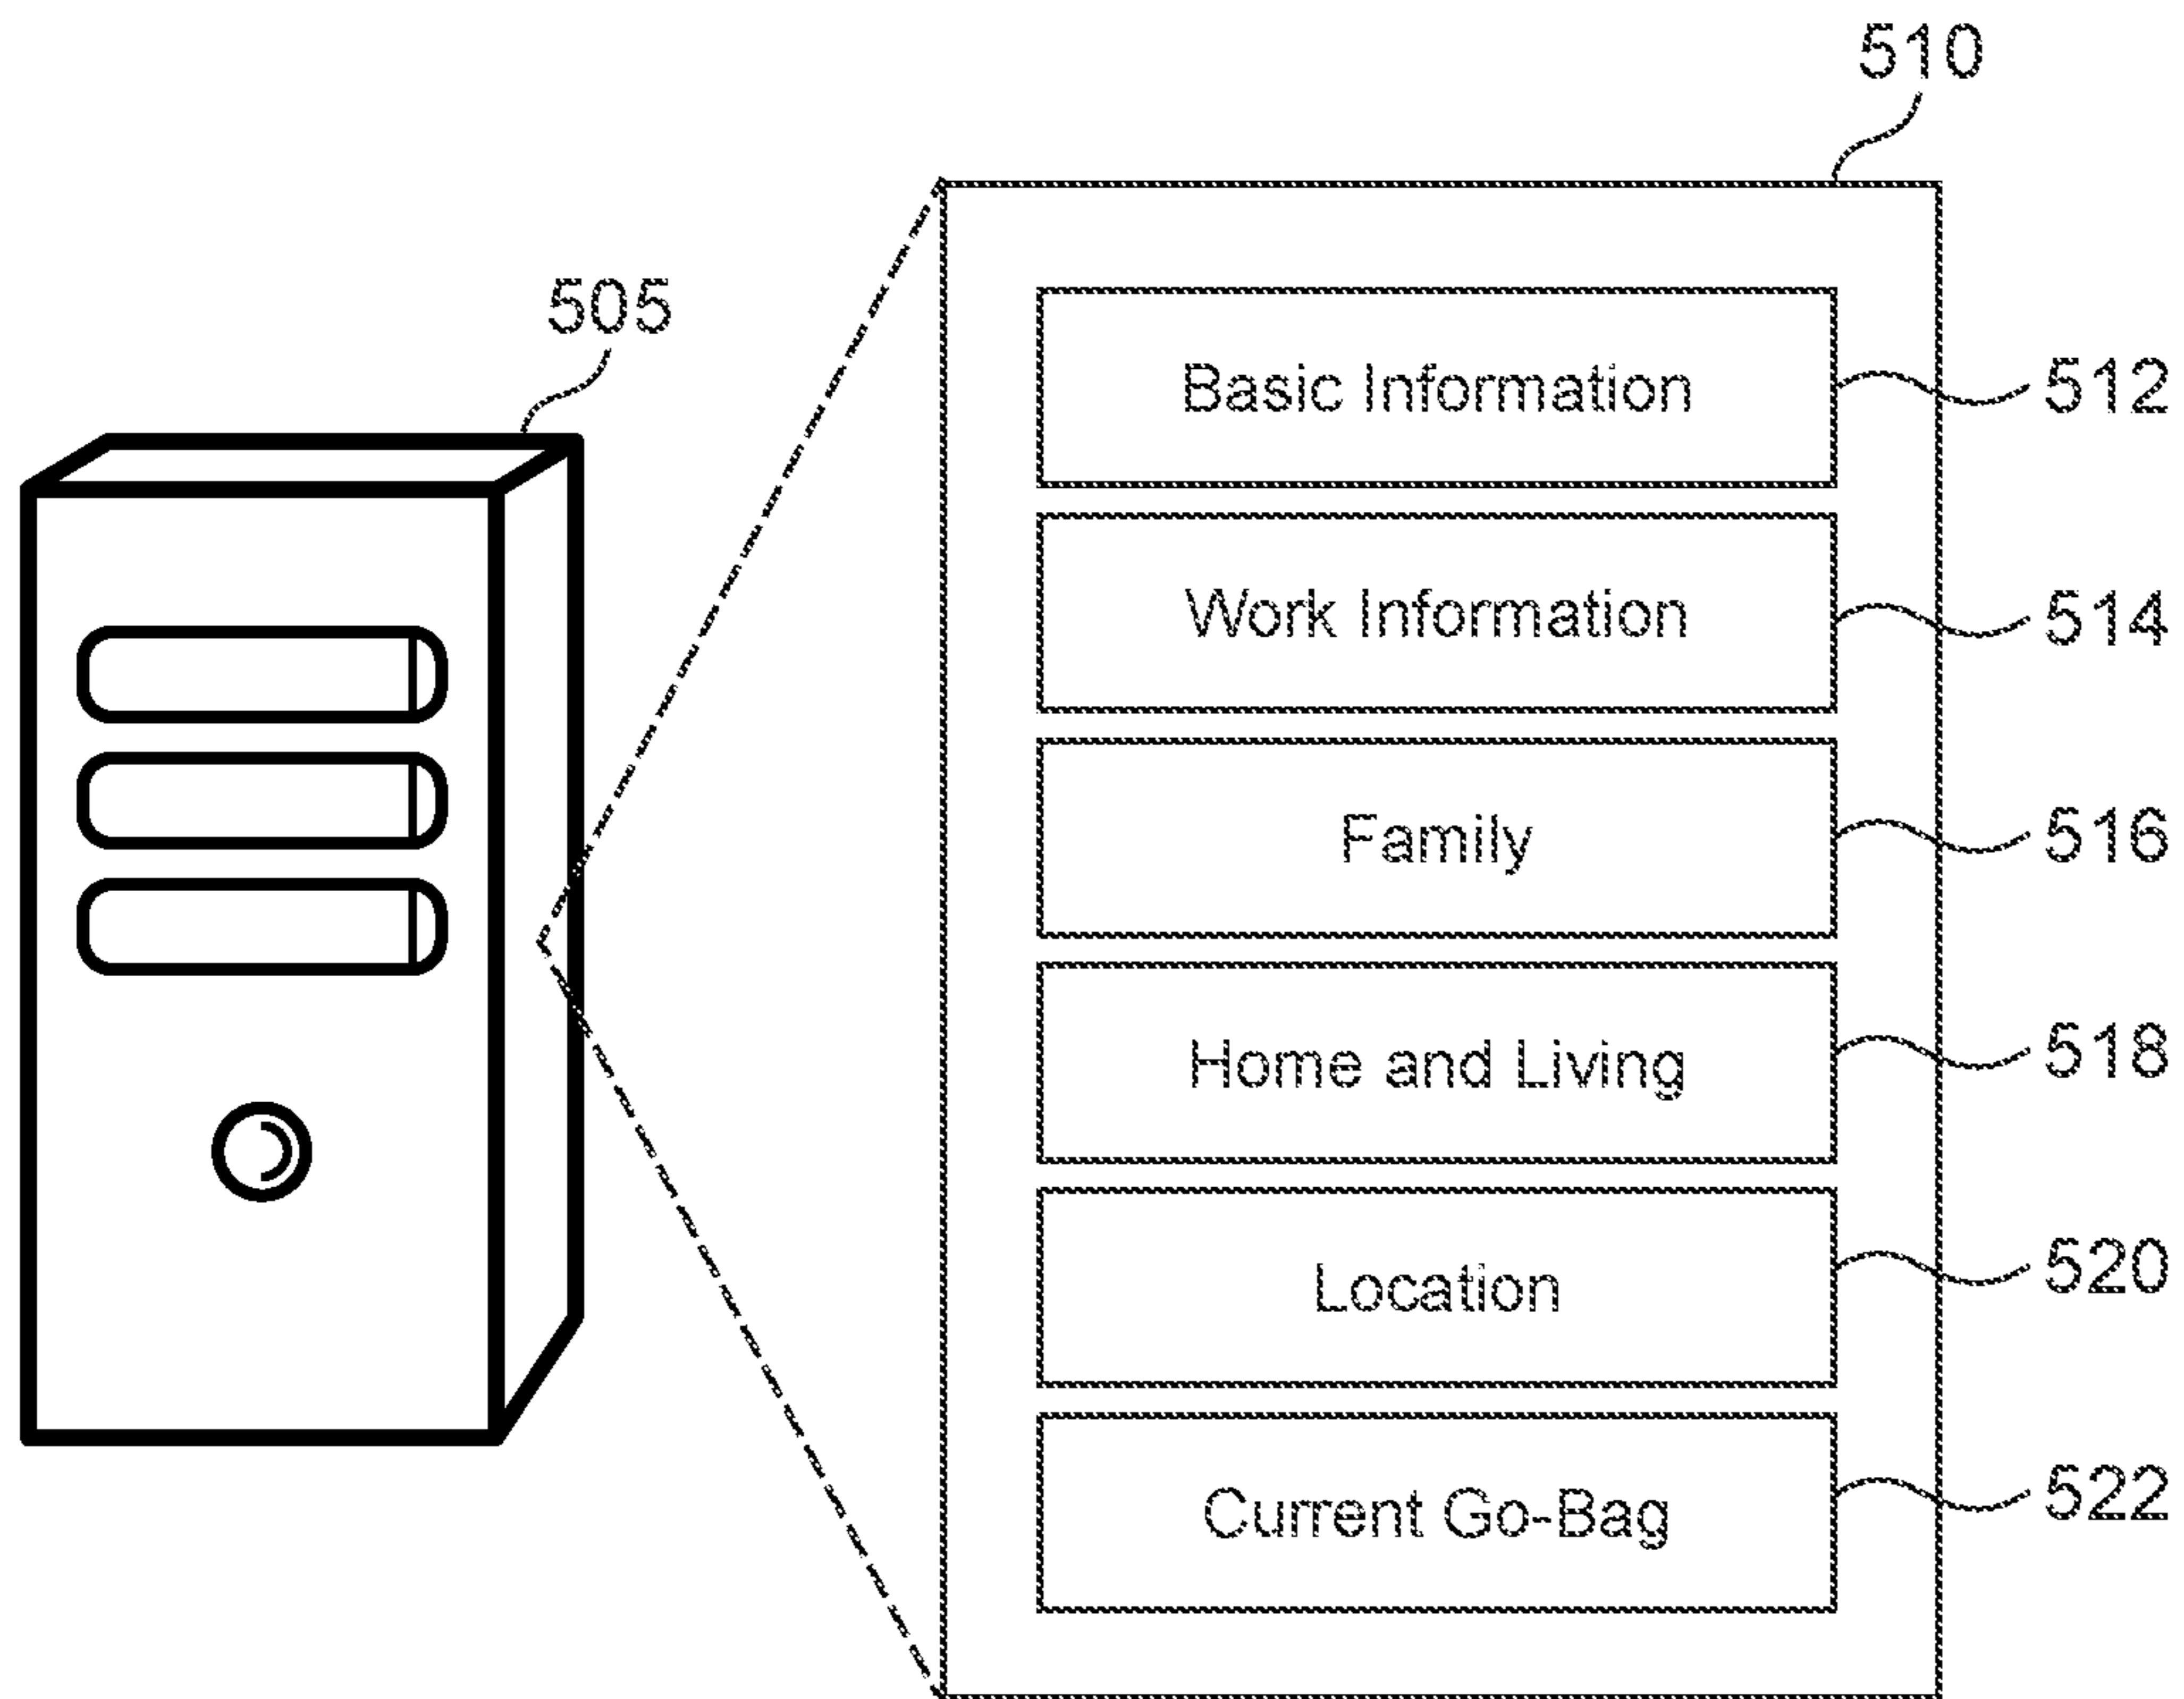 510
505
Basic Information 512
Work Information 514
Family 516
Home and Living 518
Location 520
Current Go-Bag 522